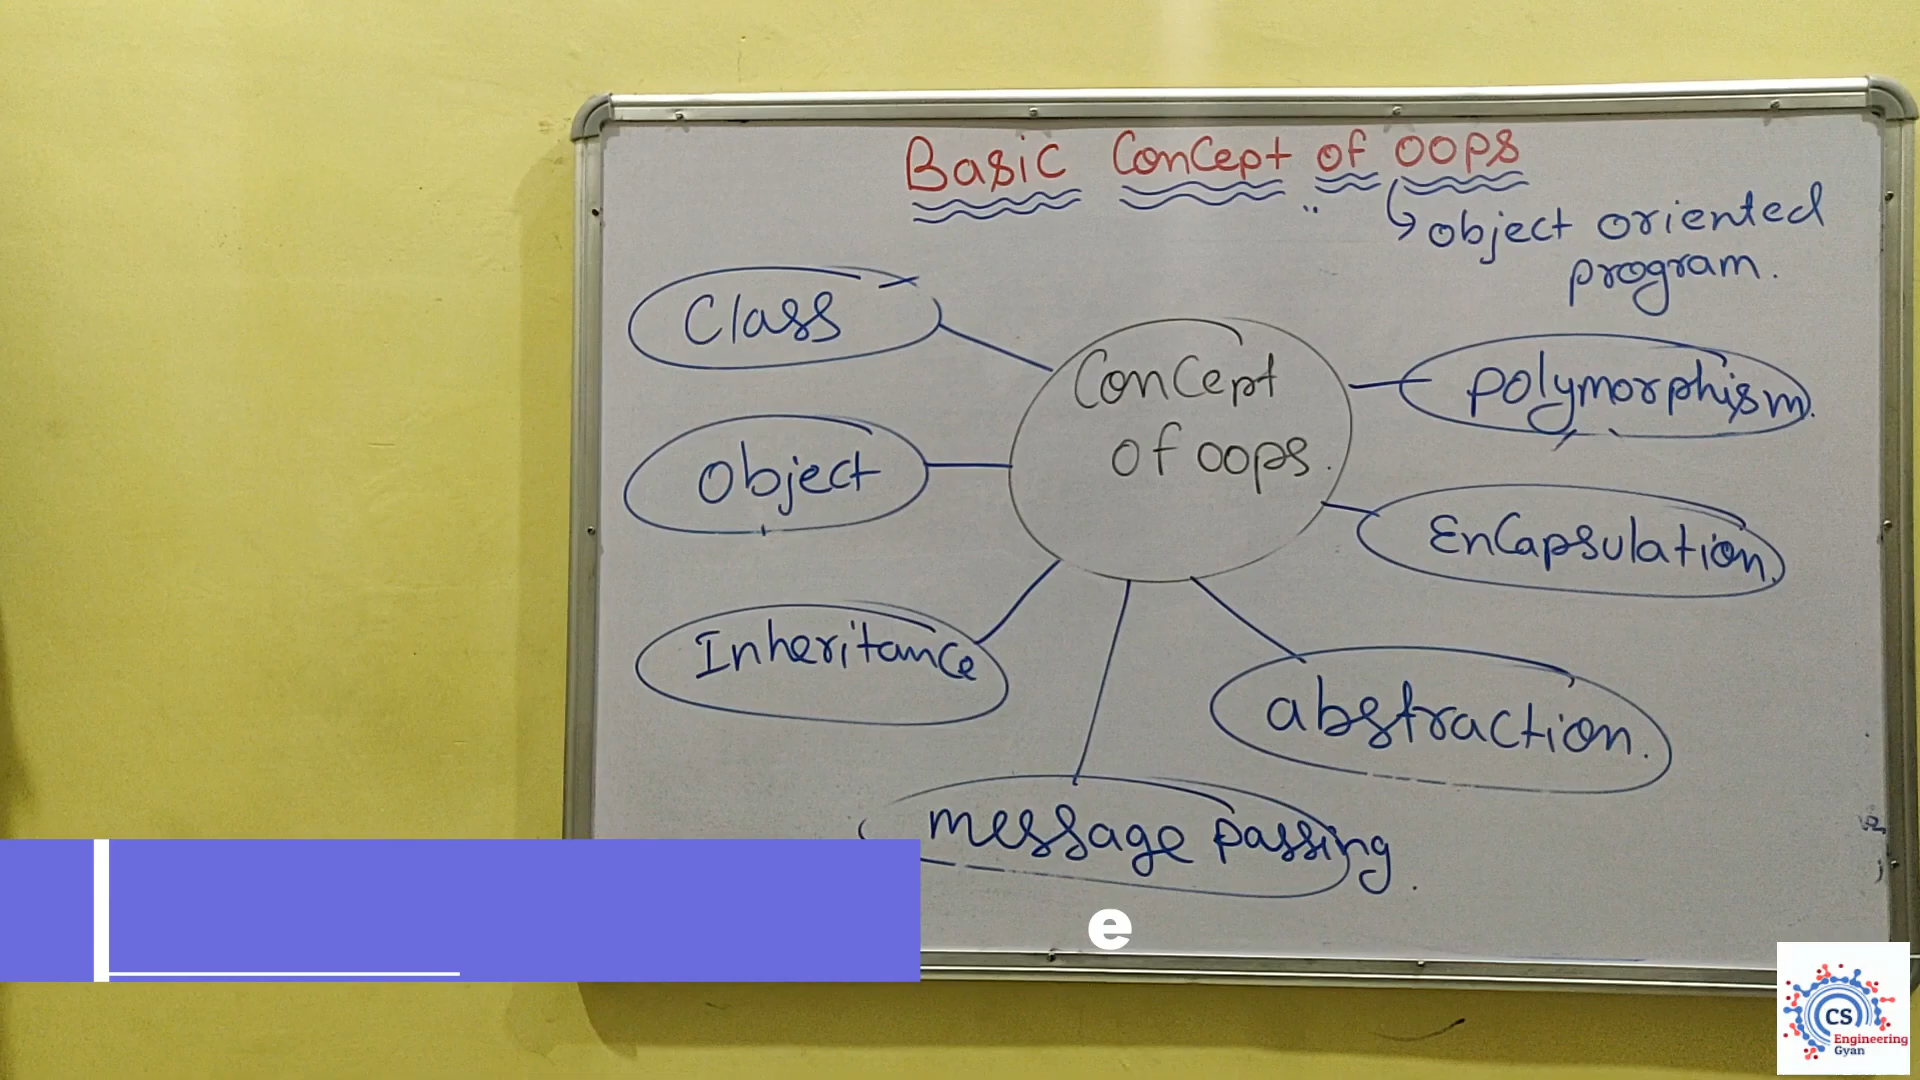 Basic Concept of OOPS
object oriented
program.
Class
Object
Inheritance
Concept
of OOPS.
polymorphism.
Encapsulation.
abstraction.
message passing.
e
CS
Engineering
Gyan